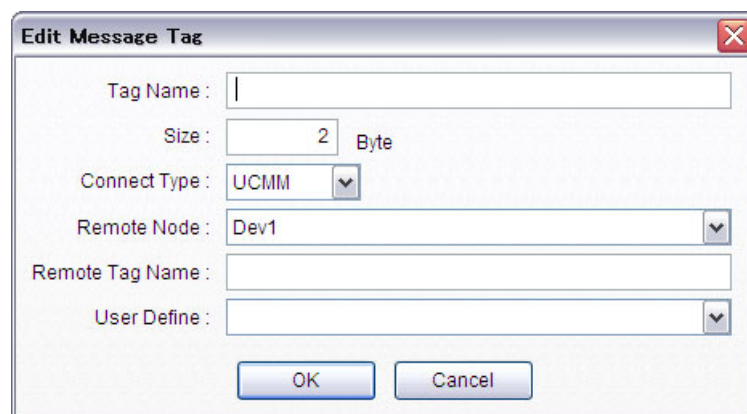 Edit Message Tag
Tag Name :
Size : 2 Byte
Connect Type : UCMM
Remote Node : Dev1
Remote Tag Name :
User Define :
OK Cancel